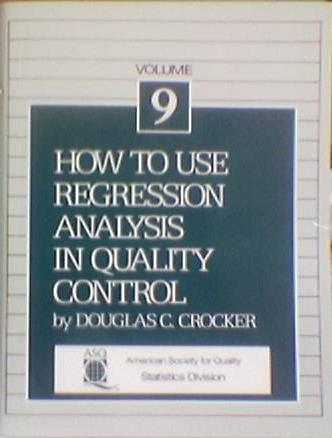 VOLUME
9
HOW TO USE
REGRESSION
ANALYSIS
IN QUALITY
CONTROL
by DOUGLAS C. CROCKER
ASQ
American Society for Quality
Statistics Division